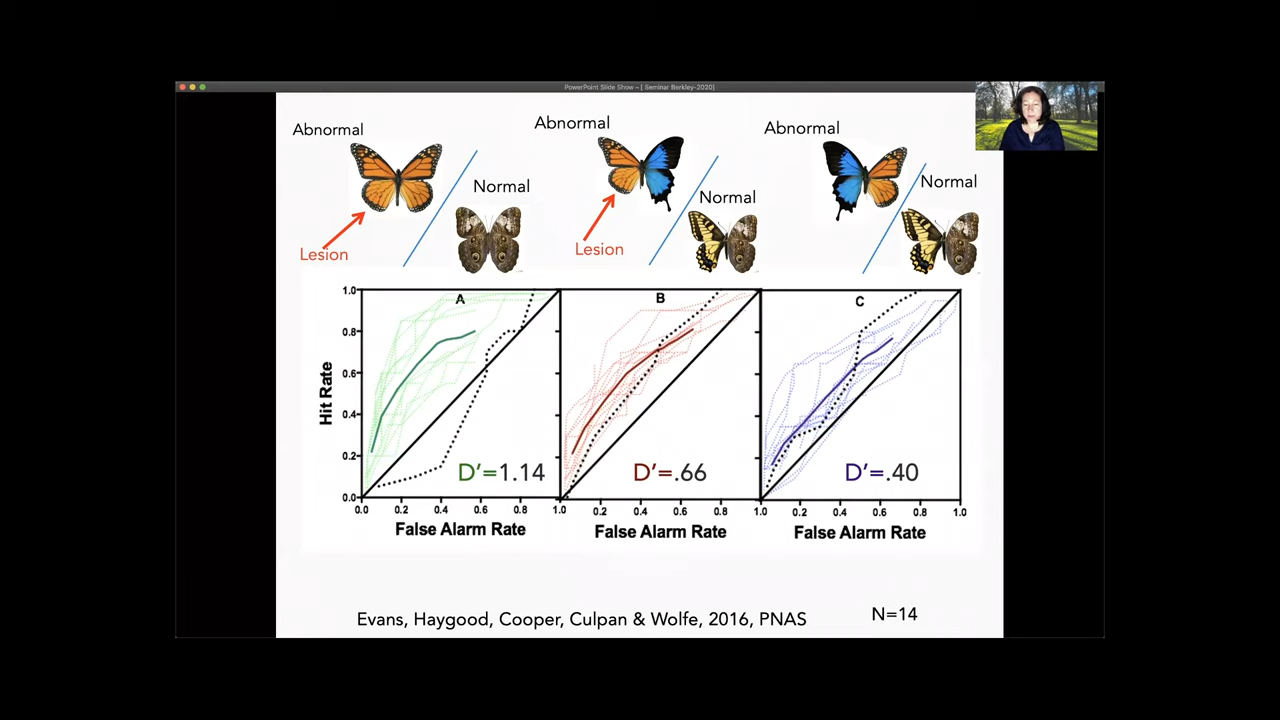 PowerPoint Slide Show – [ Seminar Berkley-2020]
Abnormal
Normal
Lesion
Abnormal
Normal
Lesion
Abnormal
Normal
Hit Rate
1.0
0.8
0.6
0.4
0.2
0.0
A
D'=1.14
0.0 0.2 0.4 0.6 0.8 1.0
False Alarm Rate
B
D'=.66
0.2 0.4 0.6 0.8 1.0
False Alarm Rate
C
D'=.40
0.2 0.4 0.6 0.8 1.0
False Alarm Rate
Evans, Haygood, Cooper, Culpan & Wolfe, 2016, PNAS
N=14